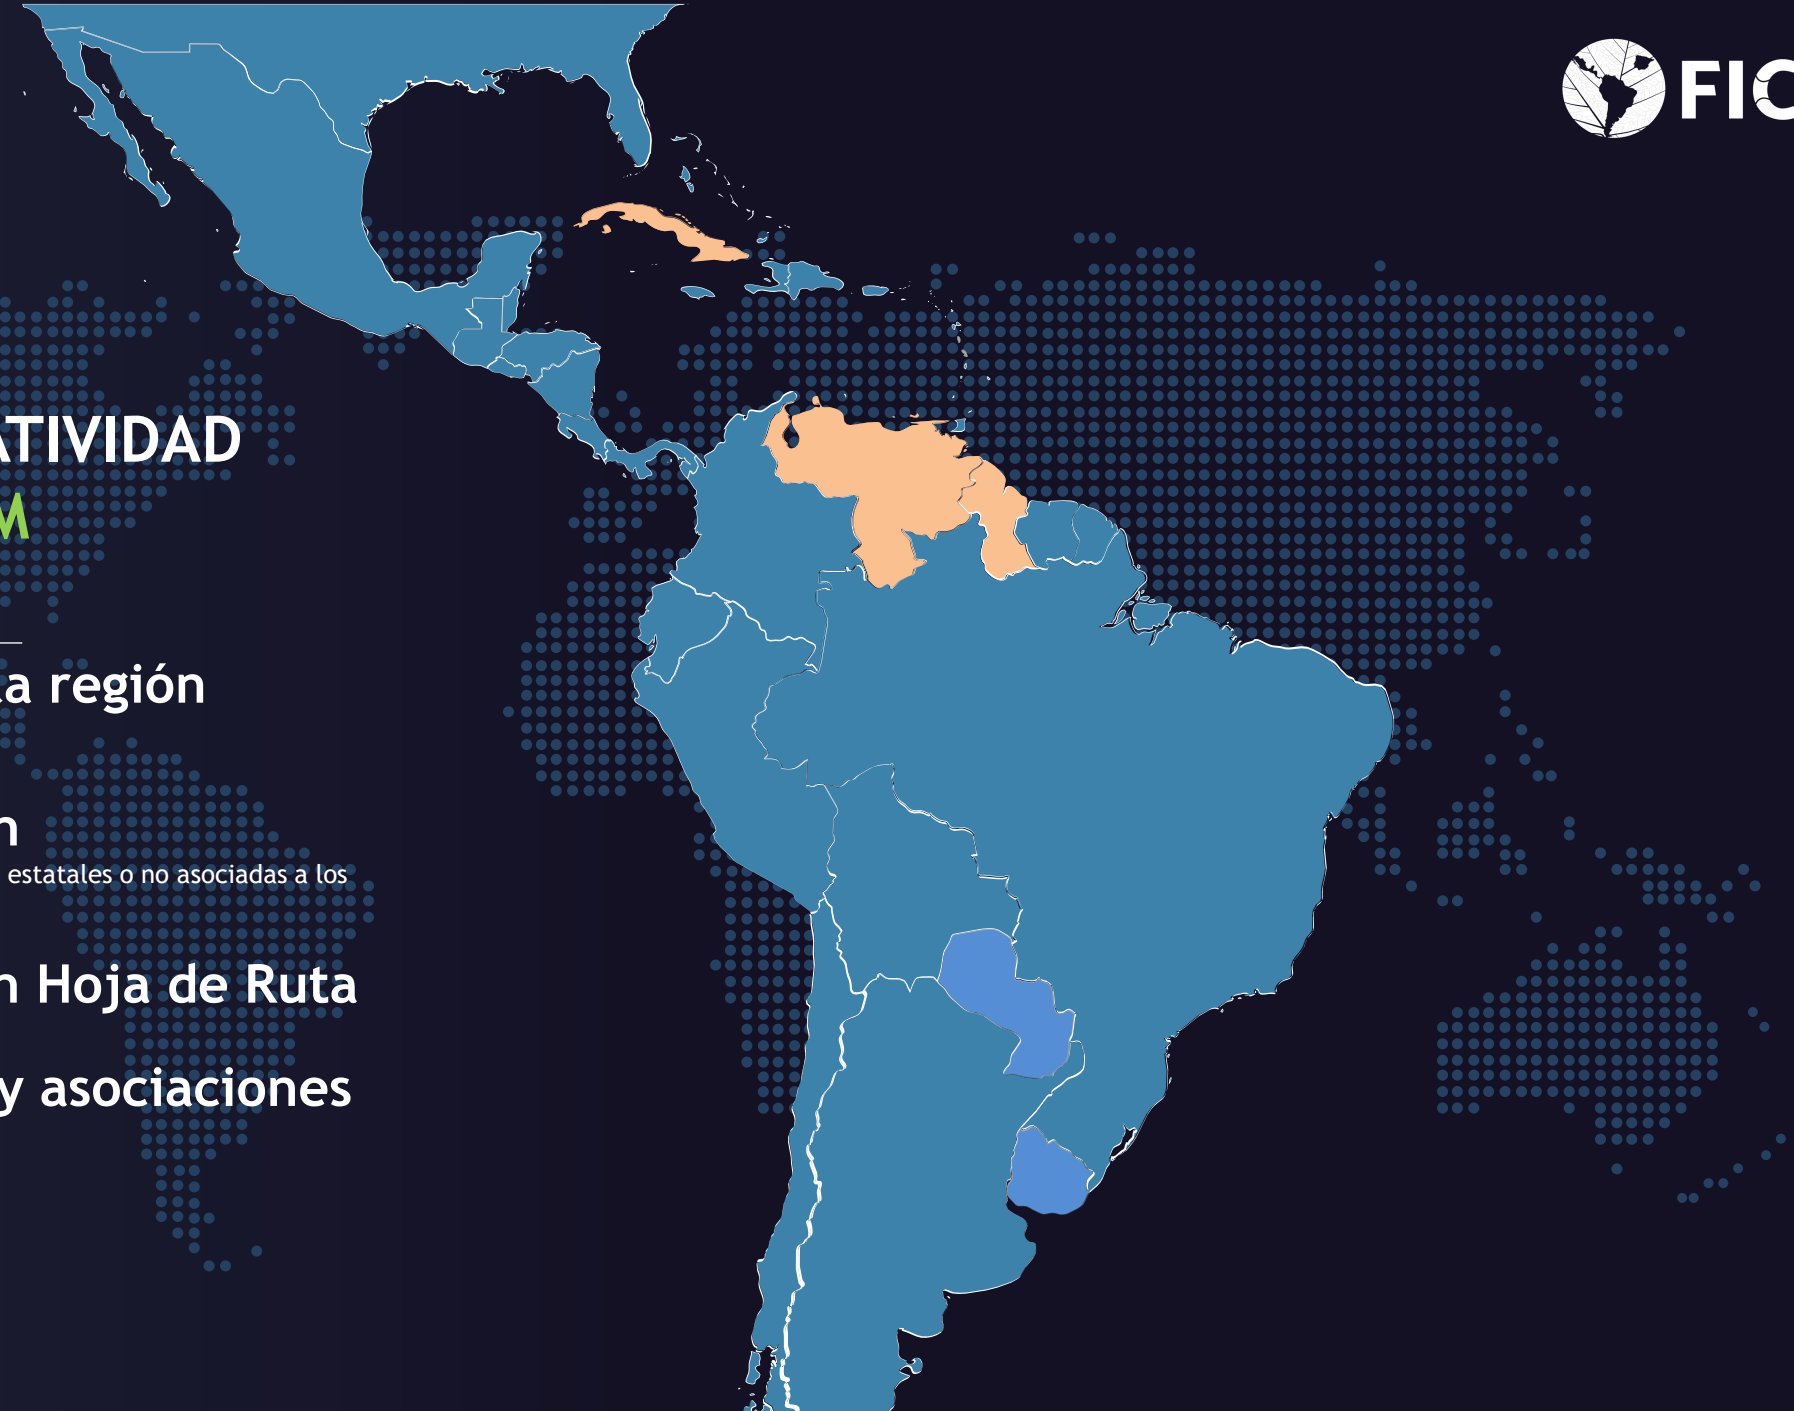 FIC
ATIVIDAD
M
a región
n
estatales o no asociadas a los
n Hoja de Ruta
y asociaciones